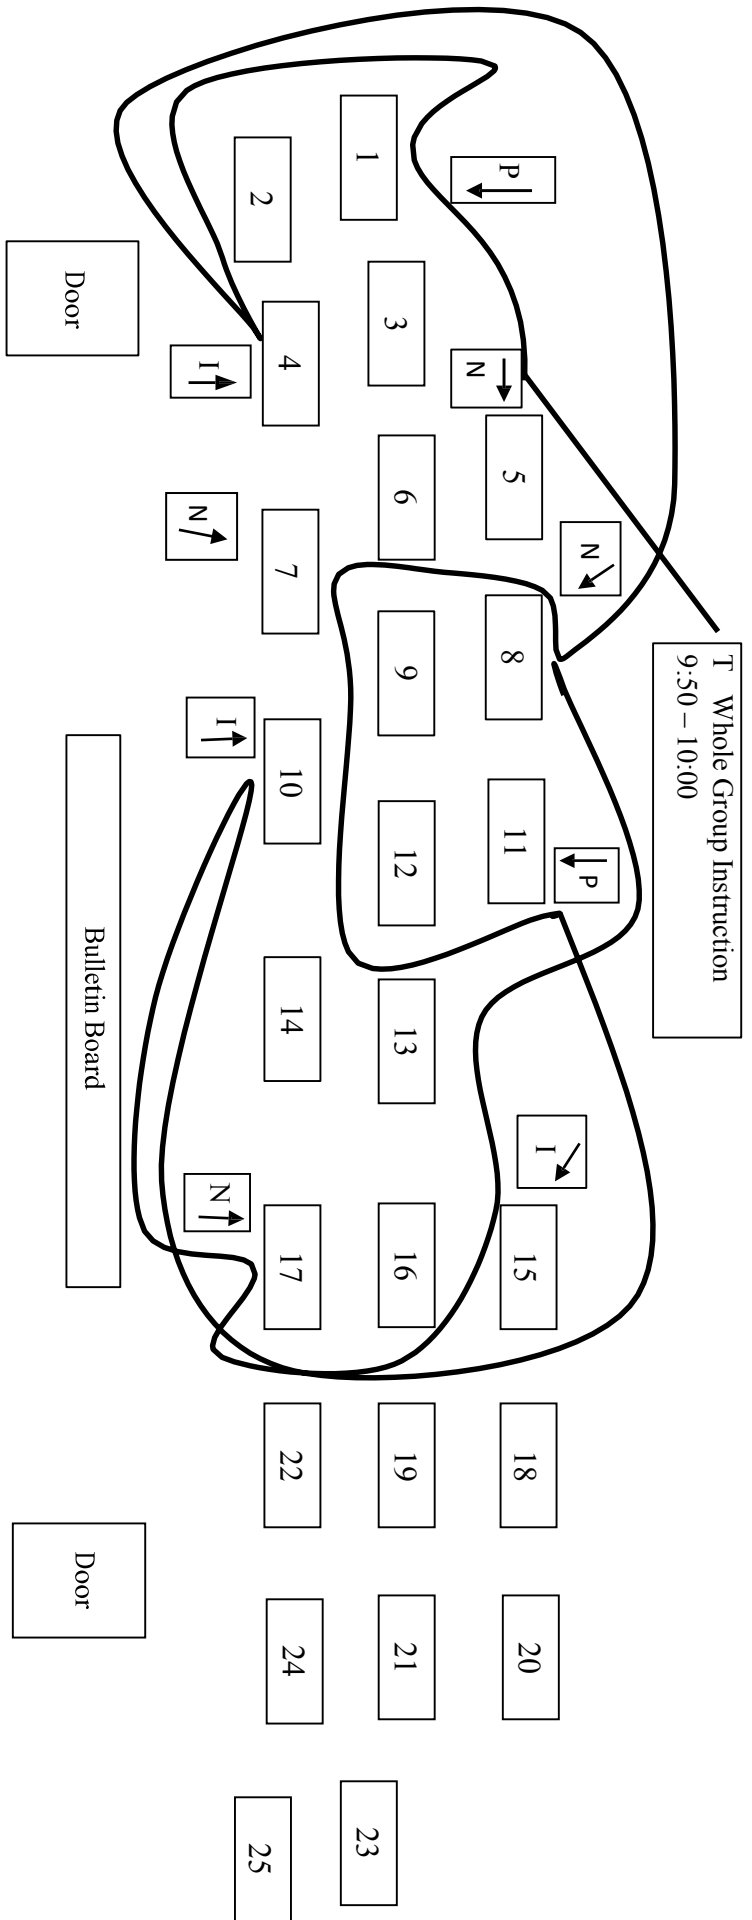 T Whole Group Instruction
9:50 – 10:00
P
N
N
P
I
5
8
11
15
18
20
1
3
6
9
12
13
16
19
21
23
2
4
7
10
14
17
22
24
25
I
N
I
N
Door
Bulletin Board
Door